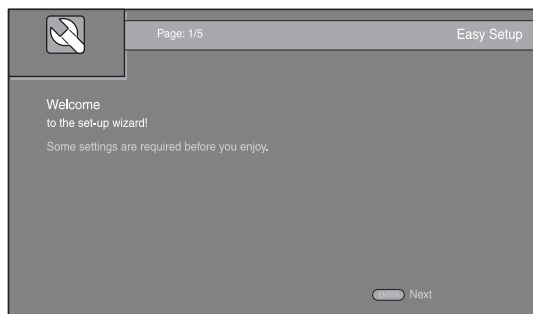 Page: 1/5
Easy Setup
Welcome
to the set-up wizard!
Some settings are required before you enjoy.
ENTER Next